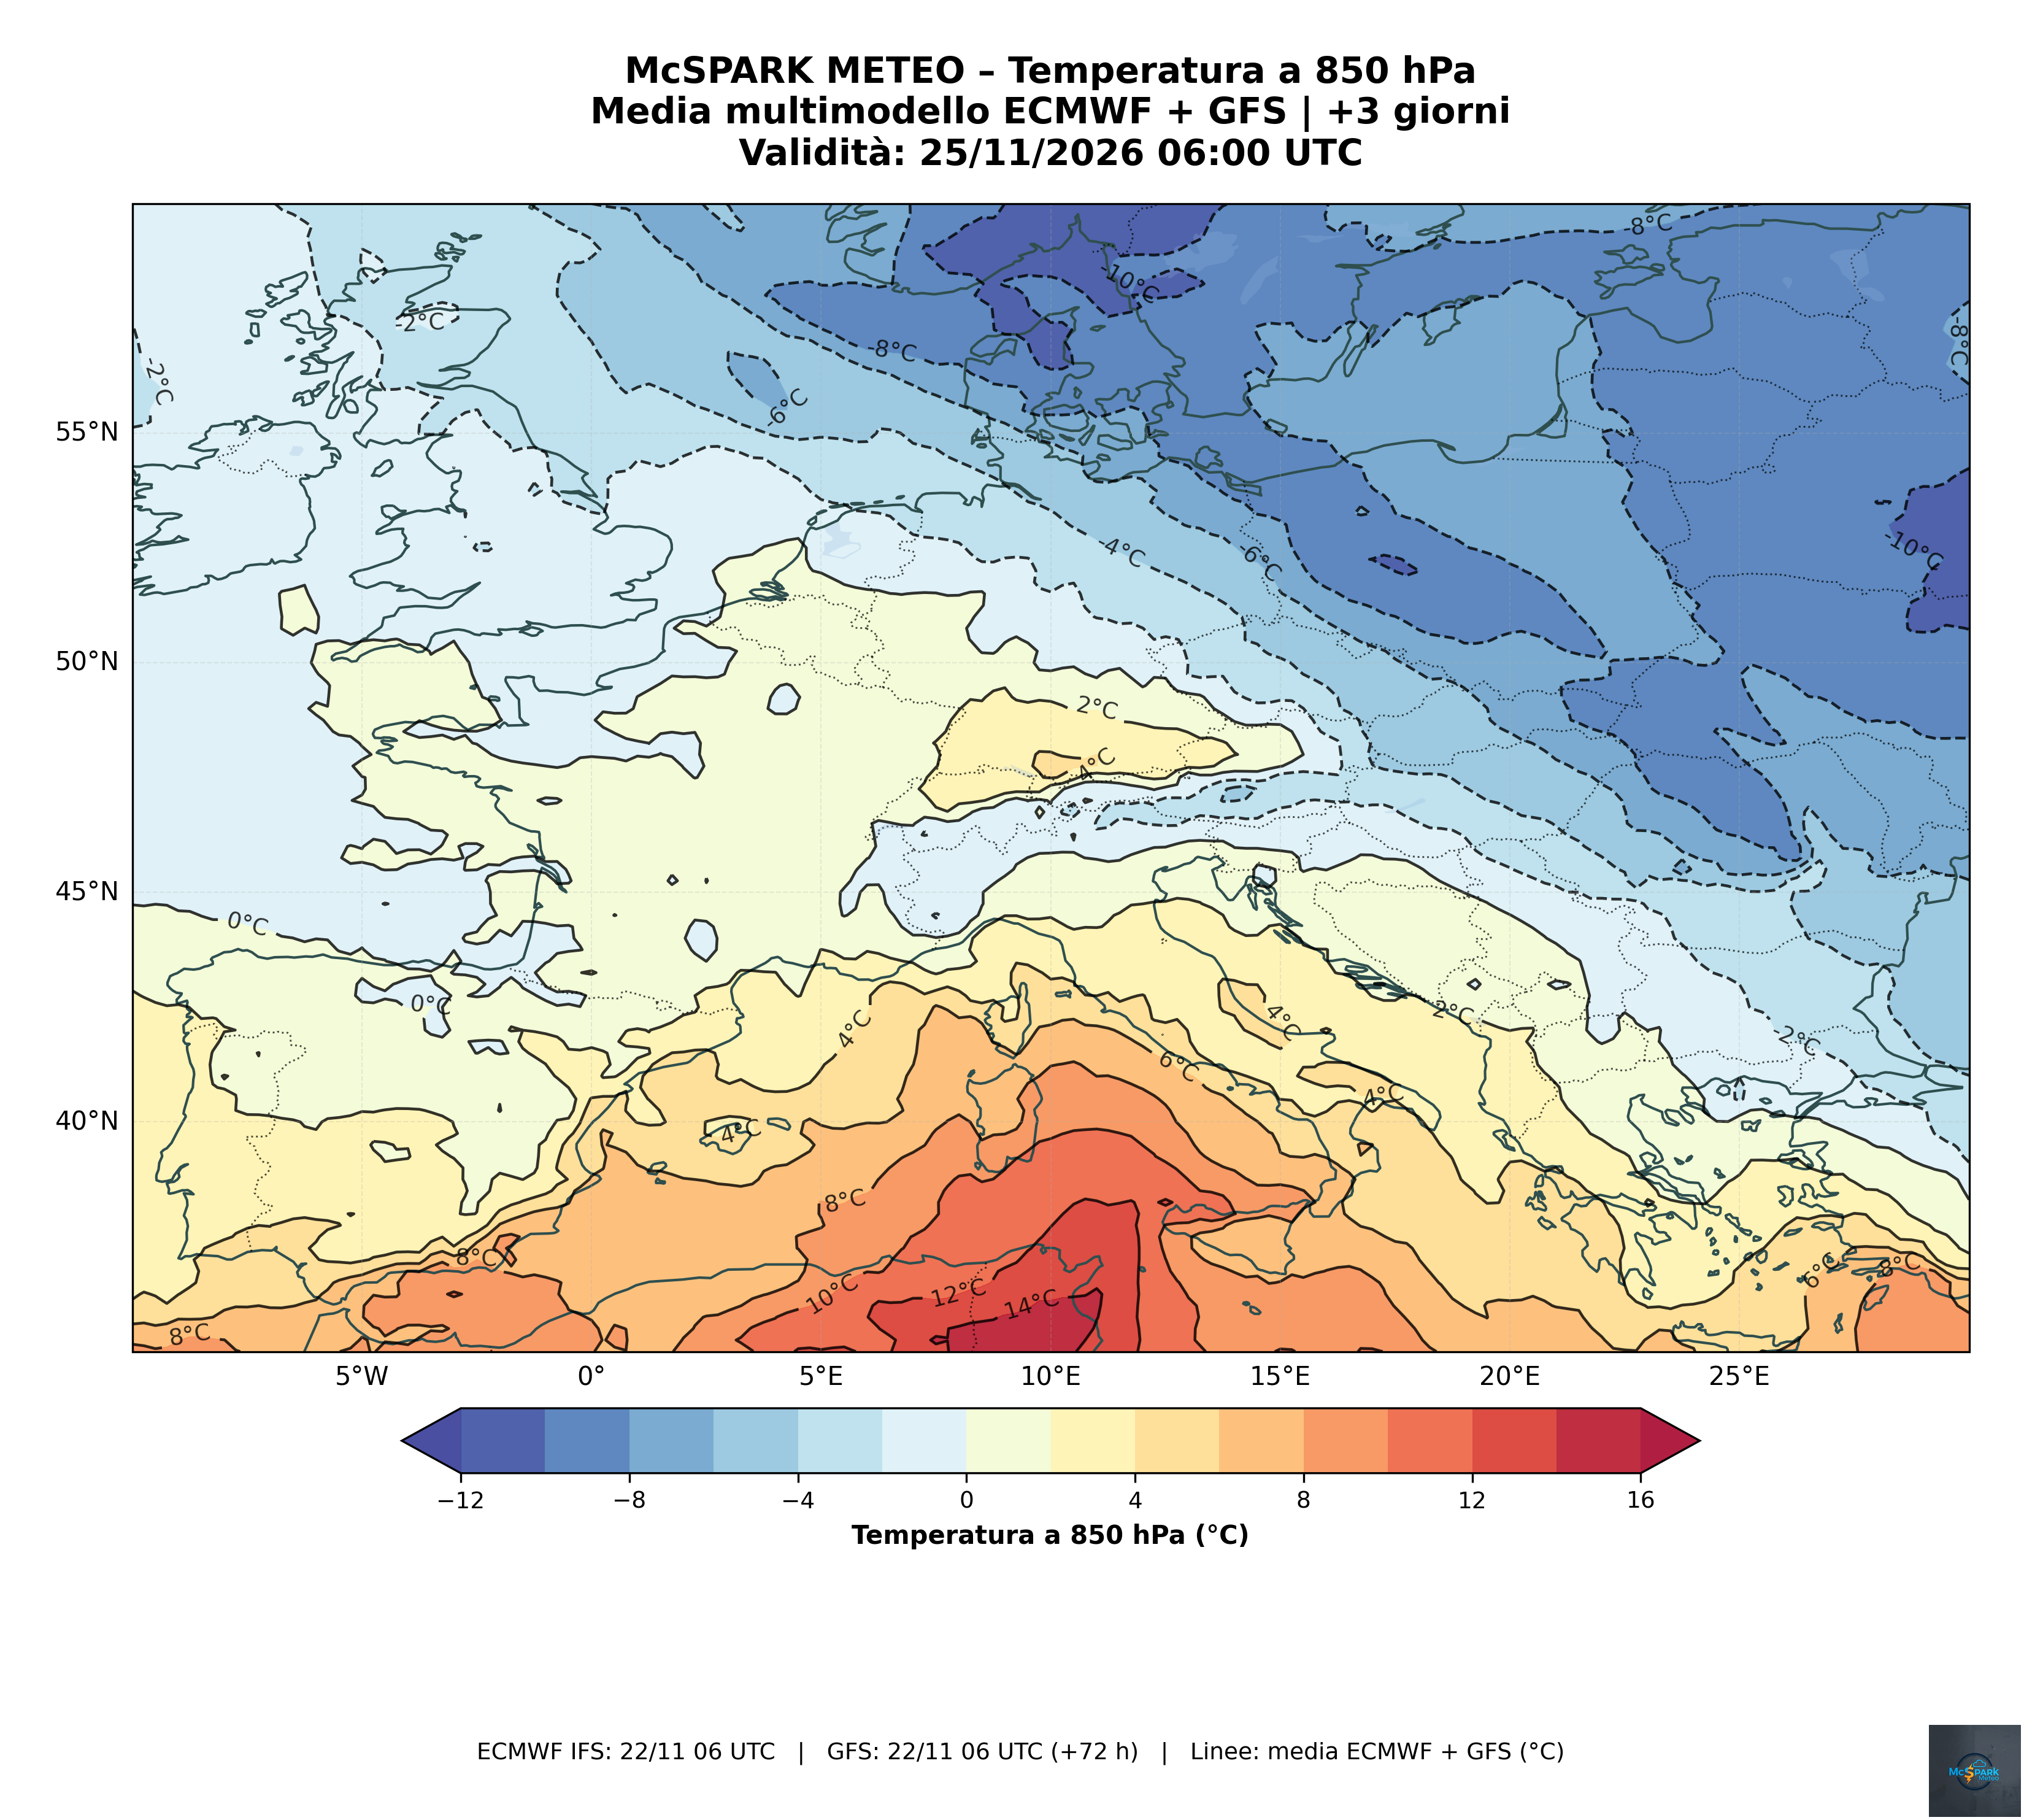 McSPARK METEO – Temperatura a 850 hPa
Media multimodello ECMWF + GFS | +3 giorni
Validità: 25/11/2026 06:00 UTC
-8°C
-10°C
-2°C
-8°C
-8°C
-2°C
-6°C
55°N
-4°C
-6°C
-10°C
50°N
2°C
4°C
45°N
0°C
0°C
4°C
4°C
2°C
-2°C
6°C
4°C
40°N
4°C
8°C
8°C
6°C
8°C
10°C
12°C
14°C
8°C
5°W
0°
5°E
10°E
15°E
20°E
25°E
−12
−8
−4
0
4
8
12
16
Temperatura a 850 hPa (°C)
ECMWF IFS: 22/11 06 UTC | GFS: 22/11 06 UTC (+72 h) | Linee: media ECMWF + GFS (°C)
McSPARK
Meteo